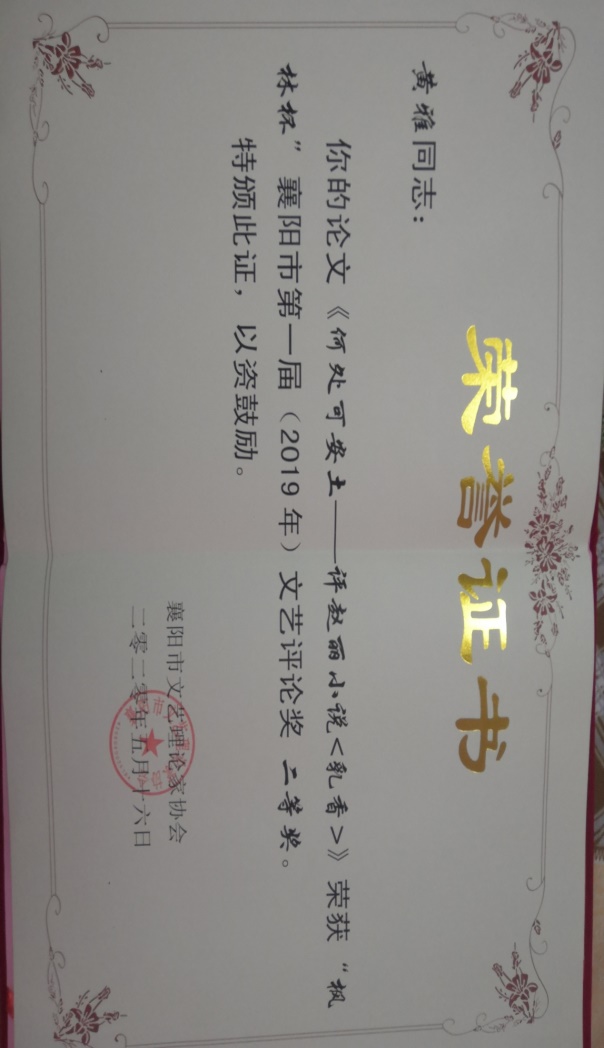 荣誉证书
黄雅同志：
你的论文《何处可安土——评赵丽小说<乳香>》荣获“枫
林杯”襄阳市第一届（2019年）文艺评论奖 二等奖。
特颁此证，以资鼓励。
襄阳市文艺理论家协会
二零二零年五月十六日